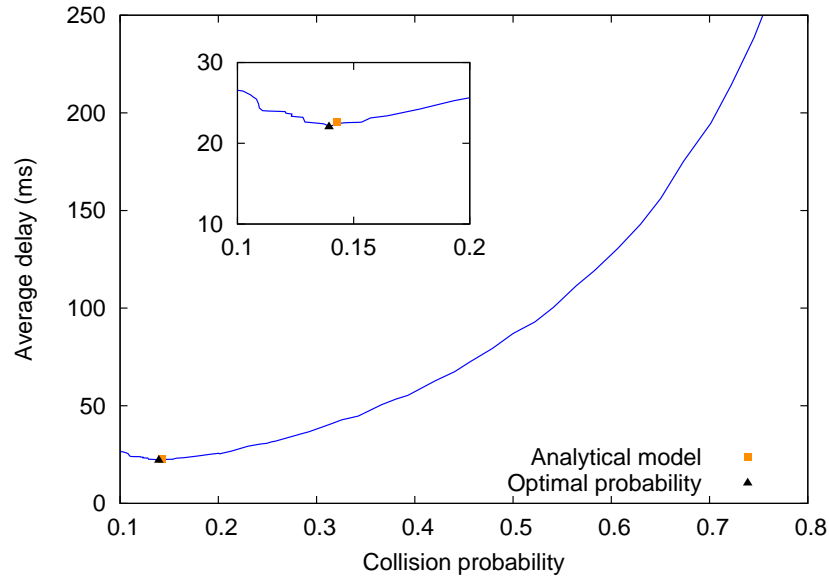 250
200
150
100
50
0
Average delay (ms)
30
20
10
0.1 0.15 0.2
Analytical model
Optimal probability
0.1 0.2 0.3 0.4 0.5 0.6 0.7 0.8
Collision probability